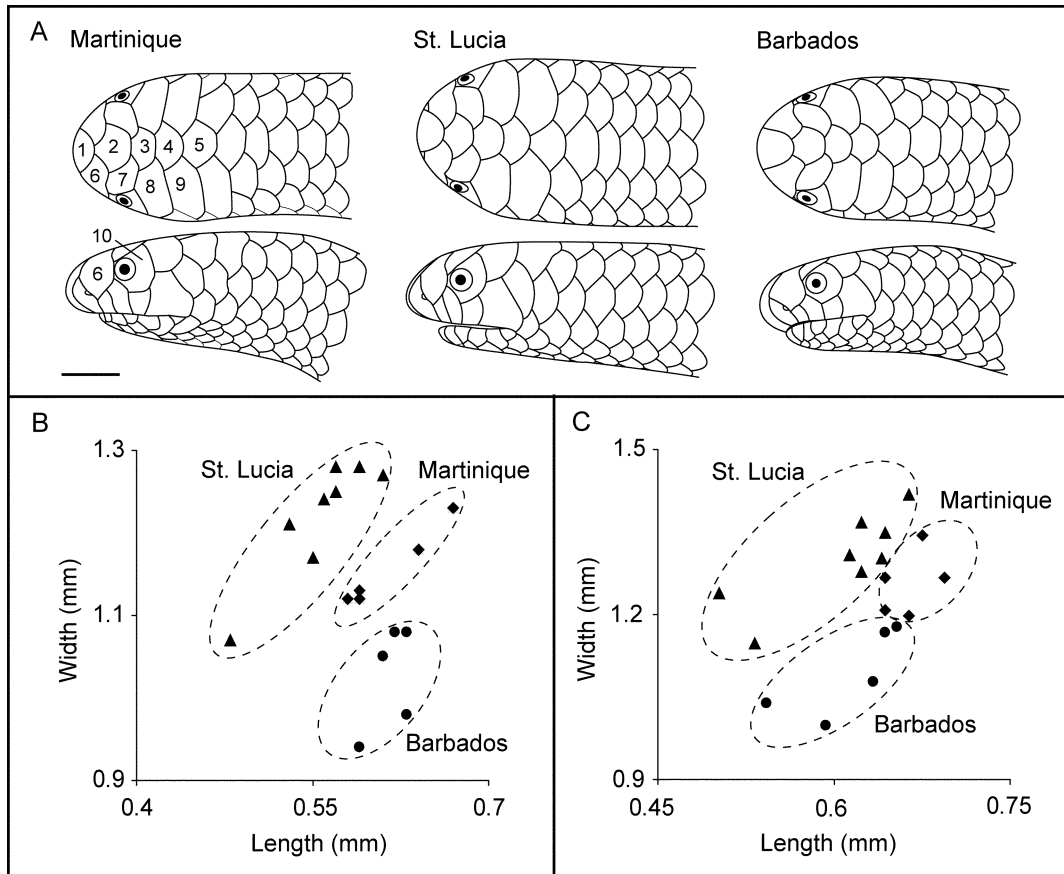 A
Martinique
St. Lucia
Barbados
1
2
3
4
5
6
7
8
9
10
6
B
1.3
1.1
0.9
Width (mm)
St. Lucia
Martinique
Barbados
0.4
0.55
0.7
Length (mm)
C
1.5
1.2
0.9
Width (mm)
St. Lucia
Martinique
Barbados
0.45
0.6
0.75
Length (mm)